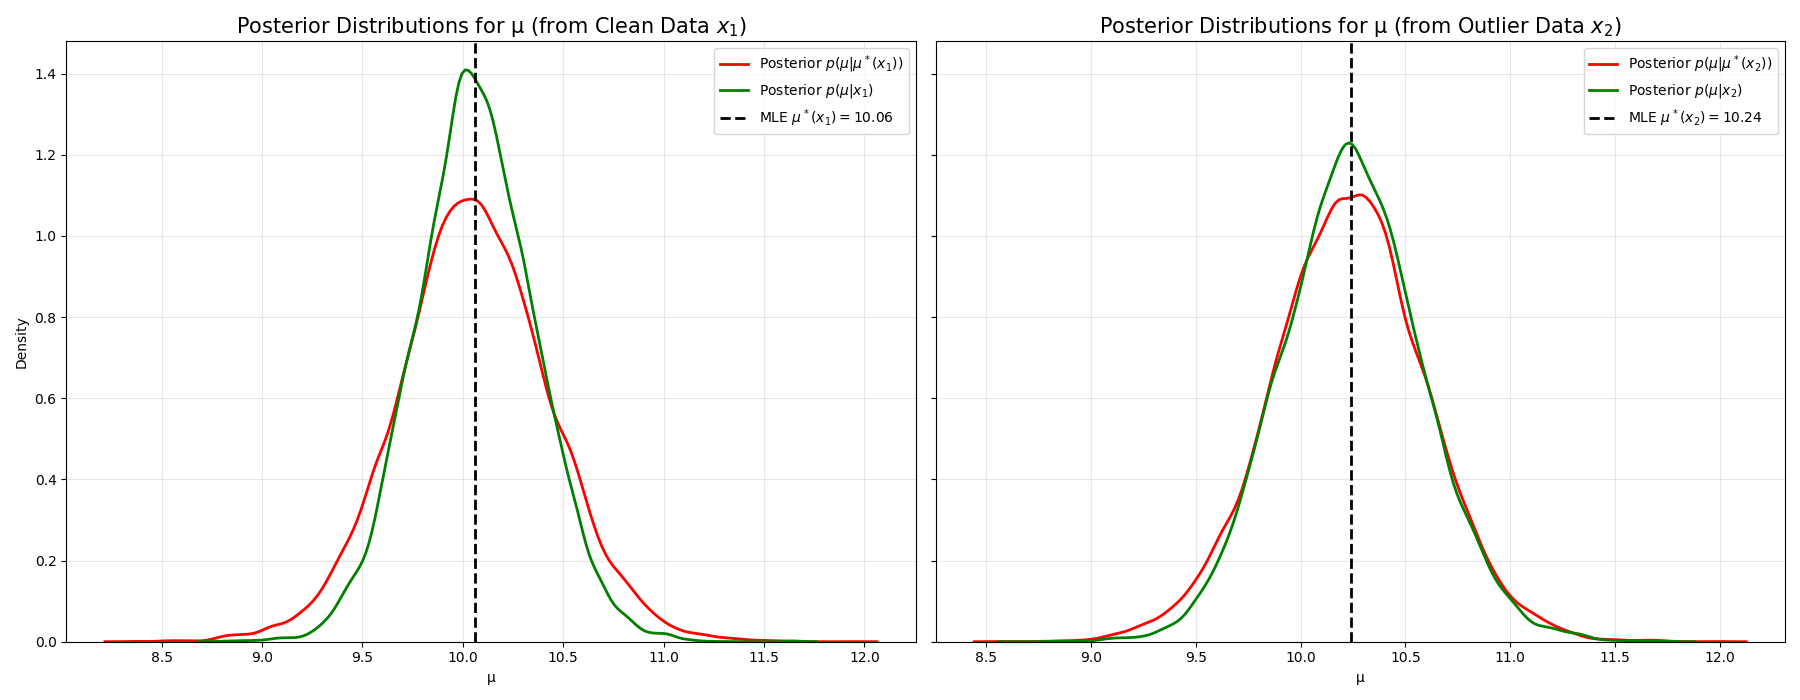 Posterior Distributions for μ (from Clean Data x₁)
Posterior p(μ|μ*(x₁))
Posterior p(μ|x₁)
MLE μ*(x₁) = 10.06
Density
1.4
1.2
1.0
0.8
0.6
0.4
0.2
0.0
8.5 9.0 9.5 10.0 10.5 11.0 11.5 12.0
μ
Posterior Distributions for μ (from Outlier Data x₂)
Posterior p(μ|μ*(x₂))
Posterior p(μ|x₂)
MLE μ*(x₂) = 10.24
8.5 9.0 9.5 10.0 10.5 11.0 11.5 12.0
μ